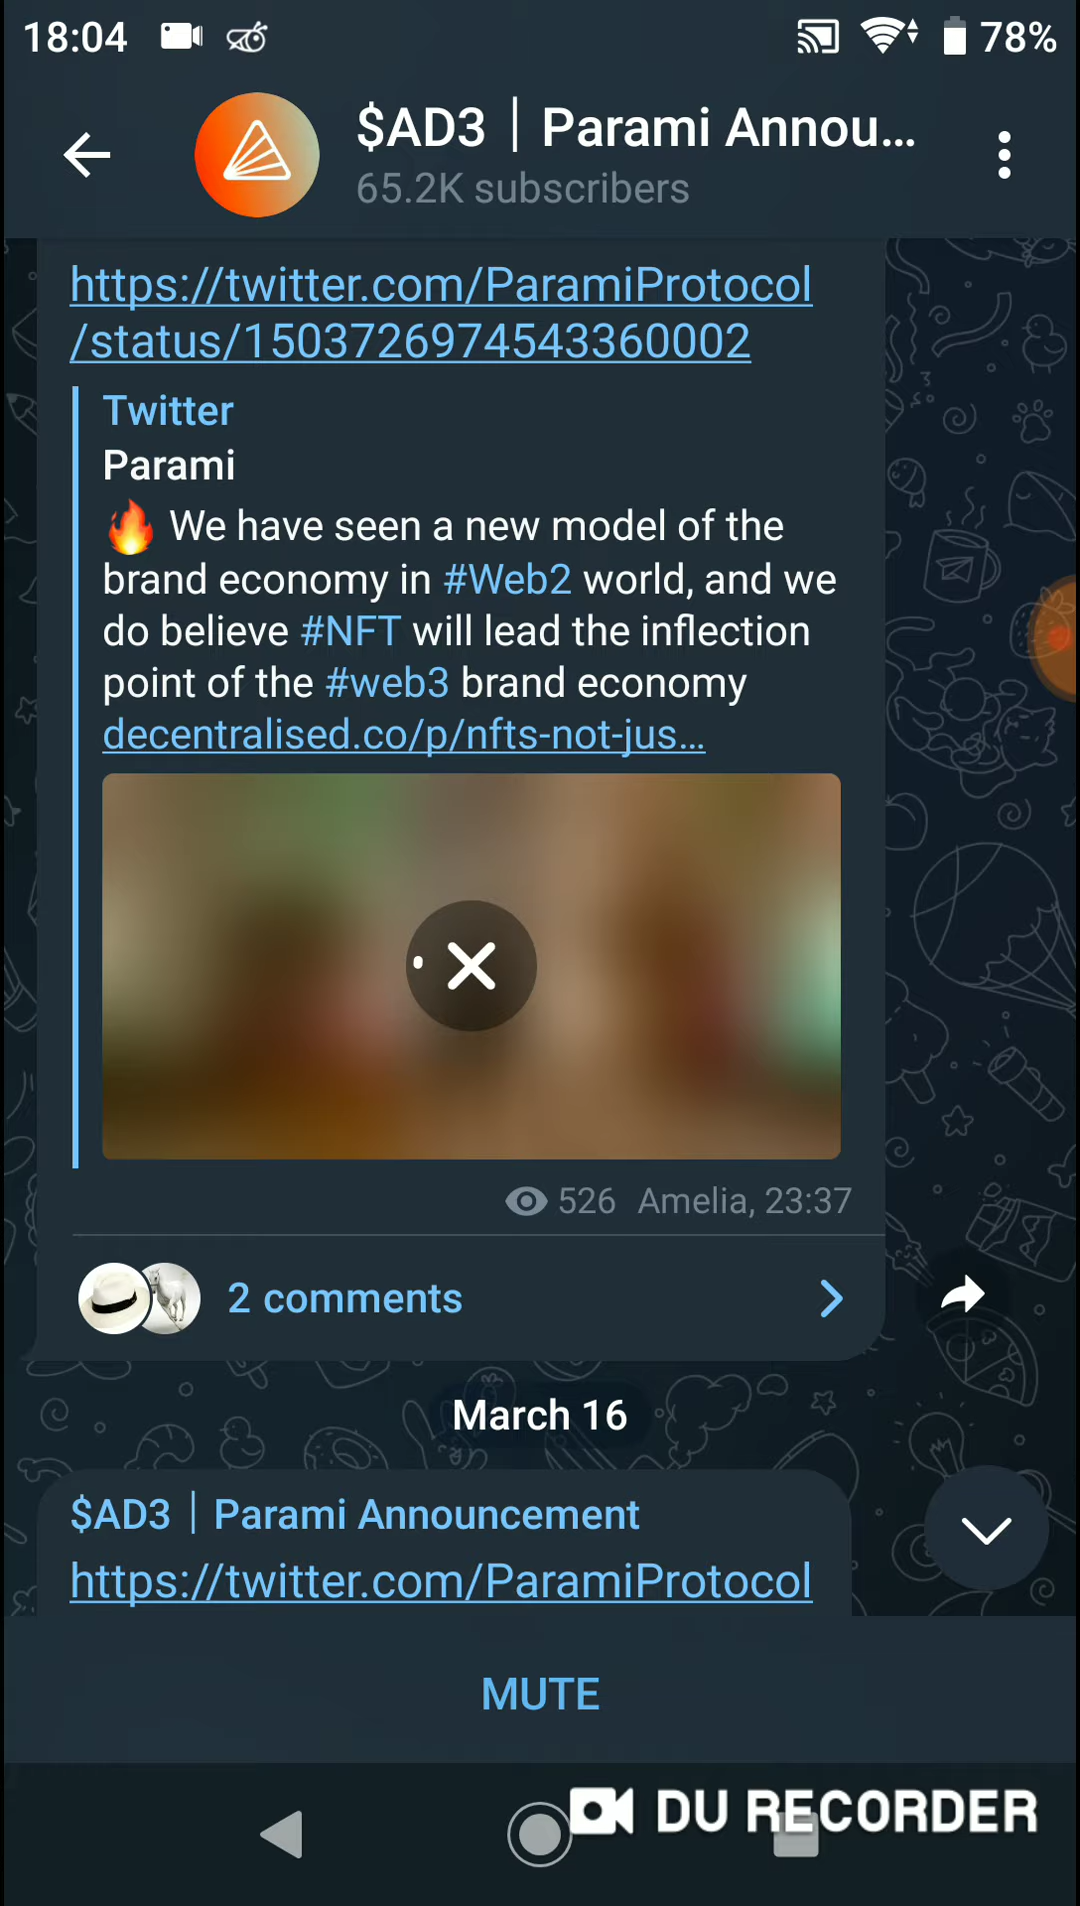 18:04
78%
$AD3 | Parami Annou...
65.2K subscribers
https://twitter.com/ParamiProtocol
/status/1503726974543360002
Twitter
Parami
🔥 We have seen a new model of the
brand economy in #Web2 world, and we
do believe #NFT will lead the inflection
point of the #web3 brand economy
decentralised.co/p/nfts-not-jus...
526 Amelia, 23:37
2 comments
March 16
$AD3 | Parami Announcement
https://twitter.com/ParamiProtocol
MUTE
DU RECORDER